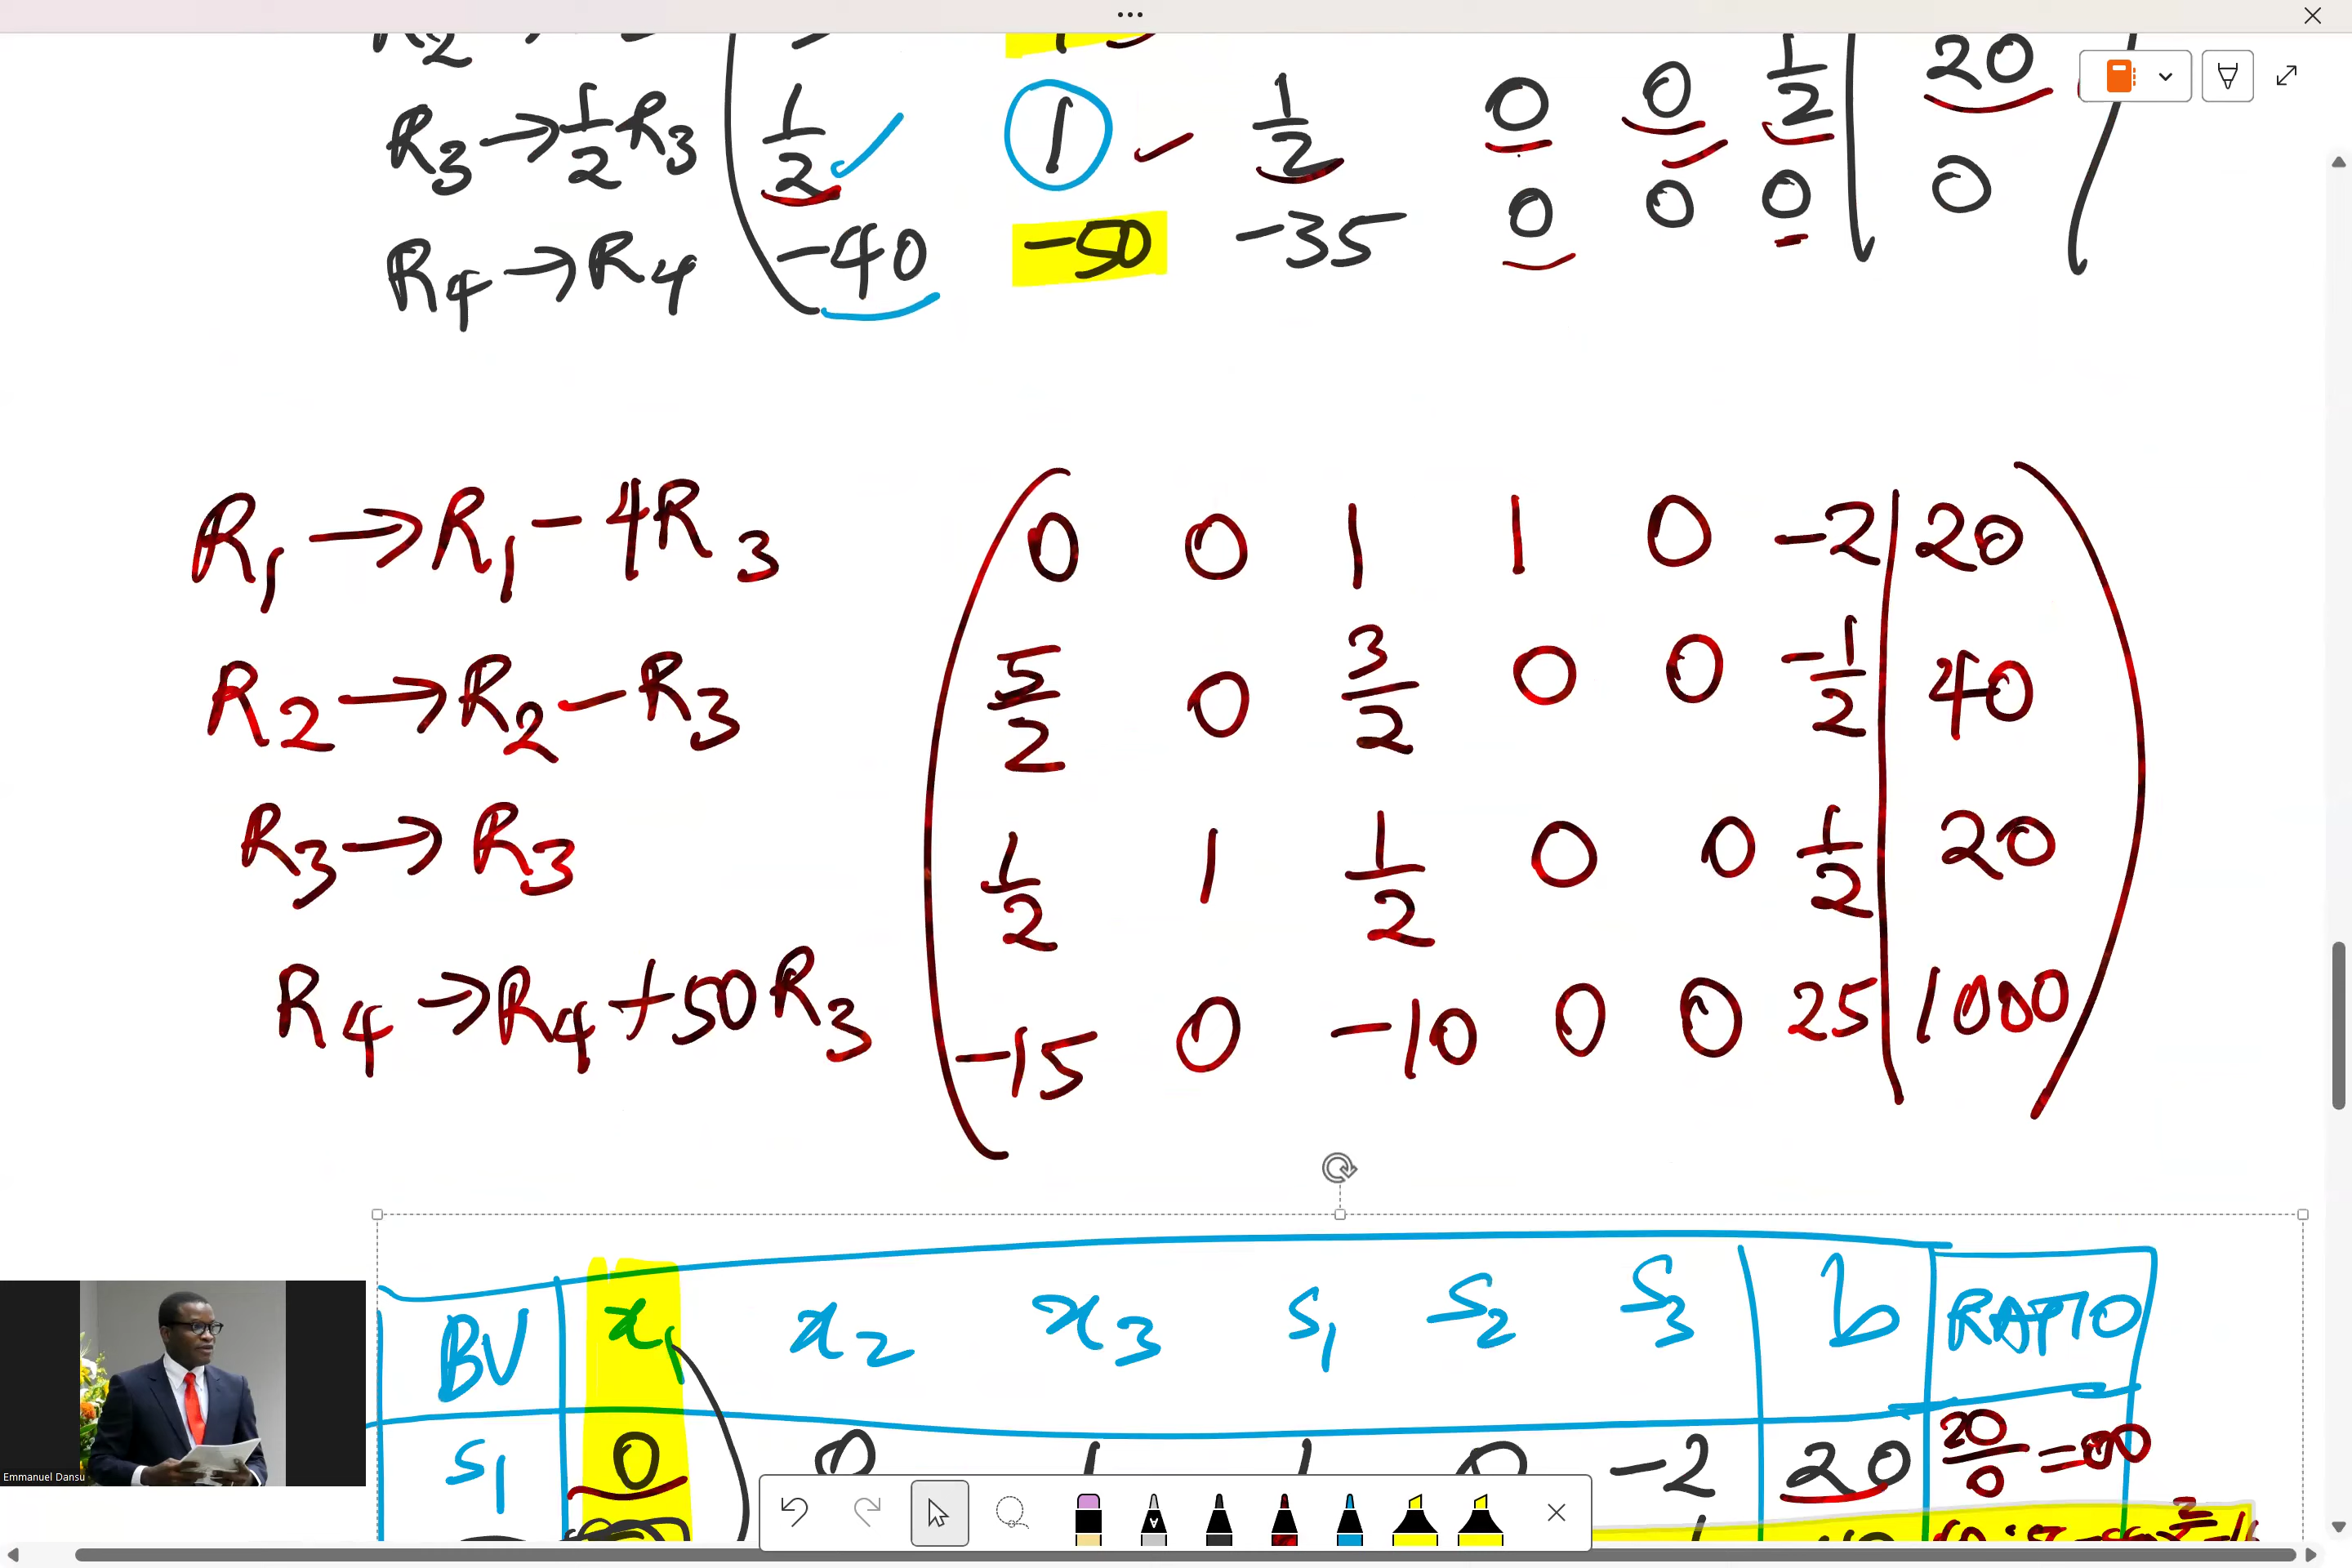 20
R3 → 1/2 R3 1/2 ✓ 1 ✓ 1/2 0 0 1/2
R4 → R4 -40 -50 -35 0 0 0 0
R1 → R1 - 4R3 0 0 1 1 0 -2 20
R2 → R2 - R3 5/2 0 3/2 0 0 -1/2 40
R3 → R3 1/2 1 1/2 0 0 1/2 20
R4 → R4 + 50R3 -15 0 -10 0 0 25 1000
BV x1 x2 x3 s1 s2 s3 b RATIO
s1 0 0 1 1 0 -2 20 20/0 = ∞
Emmanuel Dansu